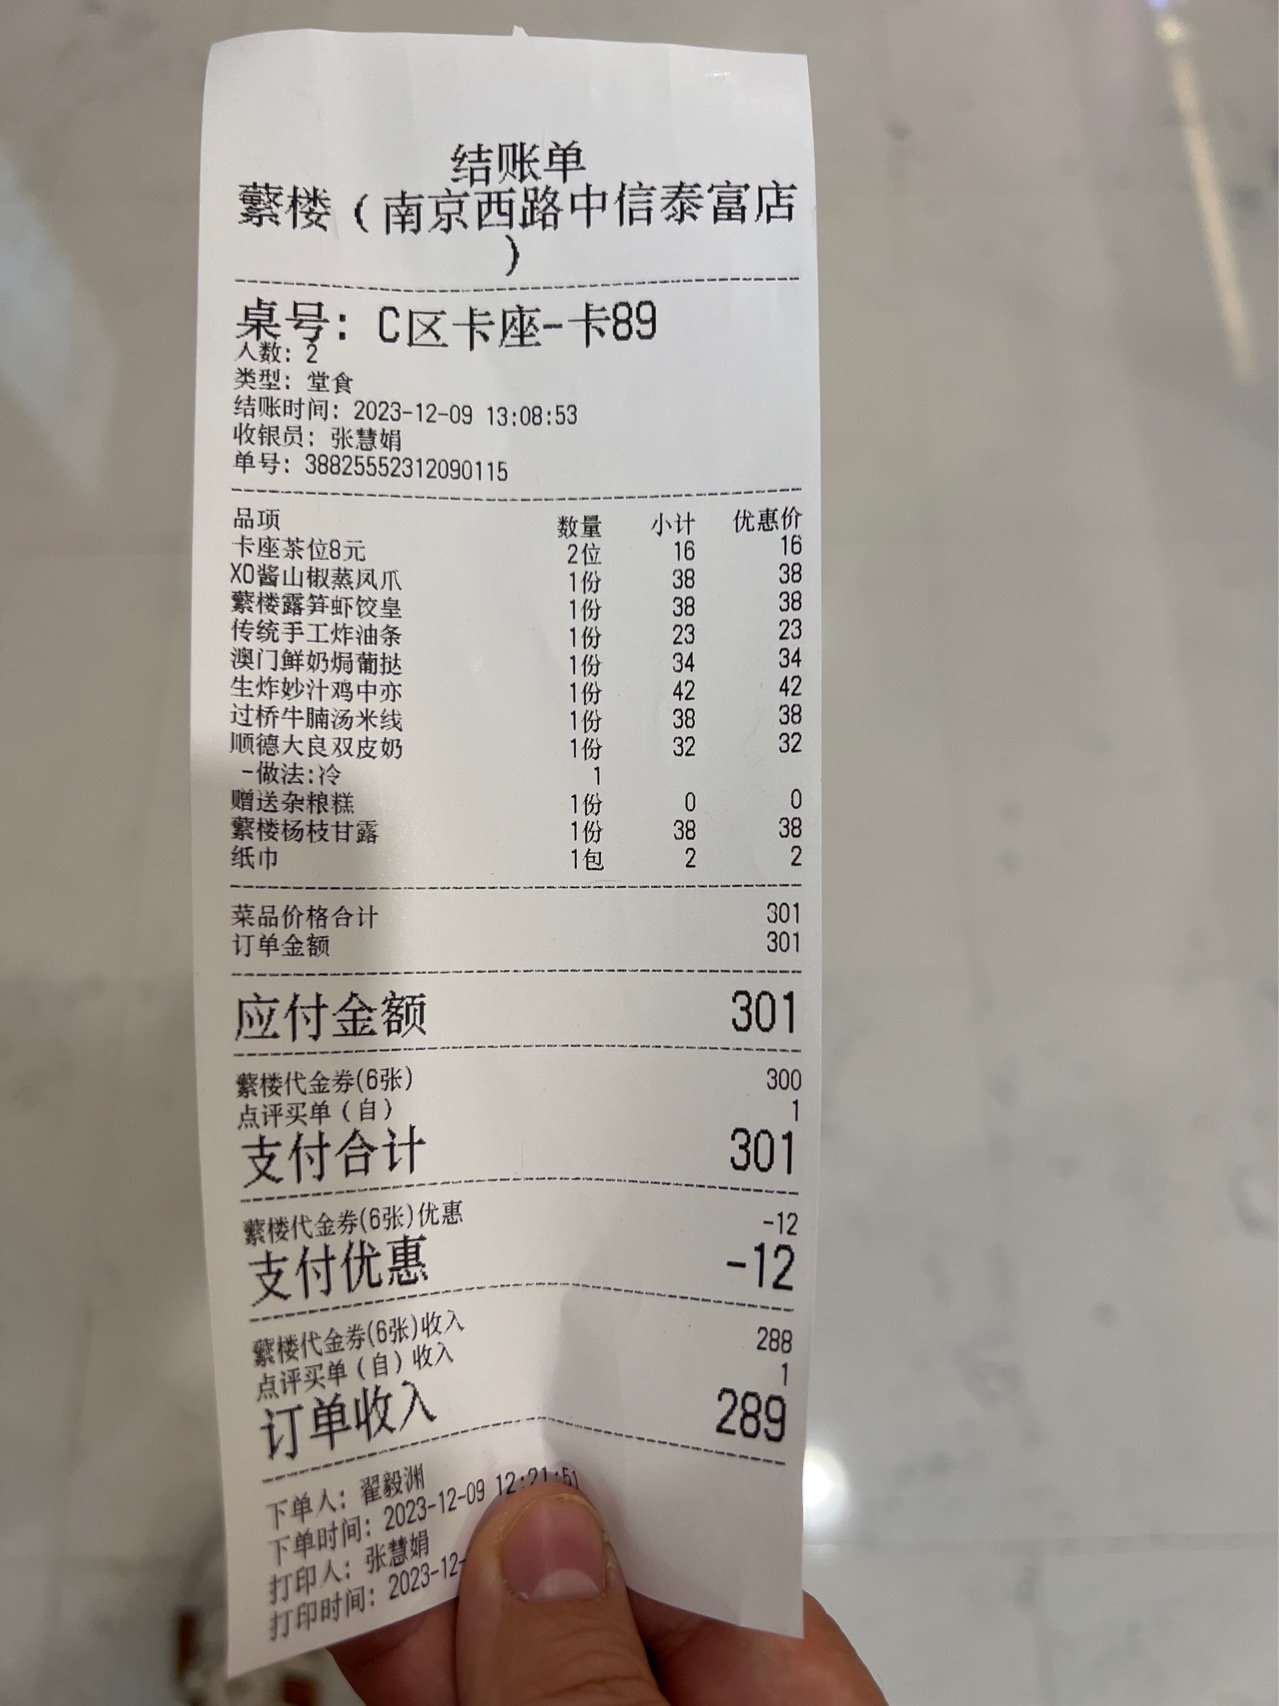 结账单
蘩楼（南京西路中信泰富店
）
桌号：C区卡座-卡89
人数：2
类型：堂食
结账时间：2023-12-09 13:08:53
收银员：张慧娟
单号：38825552312090115
品项 数量 小计 优惠价
卡座茶位8元 2位 16 16
XO酱山椒蒸凤爪 1份 38 38
蘩楼露笋虾饺皇 1份 38 38
传统手工炸油条 1份 23 23
澳门鲜奶焗葡挞 1份 34 34
生炸妙汁鸡中亦 1份 42 42
过桥牛腩汤米线 1份 38 38
顺德大良双皮奶 1份 32 32
-做法:冷 1
赠送杂粮糕 1份 0 0
蘩楼杨枝甘露 1份 38 38
纸巾 1包 2 2
菜品价格合计 301
订单金额 301
应付金额 301
蘩楼代金券(6张) 300
点评买单（自） 1
支付合计 301
蘩楼代金券(6张)优惠 -12
支付优惠 -12
蘩楼代金券(6张)收入 288
点评买单（自）收入 1
订单收入 289
下单人：翟毅洲
下单时间：2023-12-09 12:21:51
打印人：张慧娟
打印时间：2023-12-